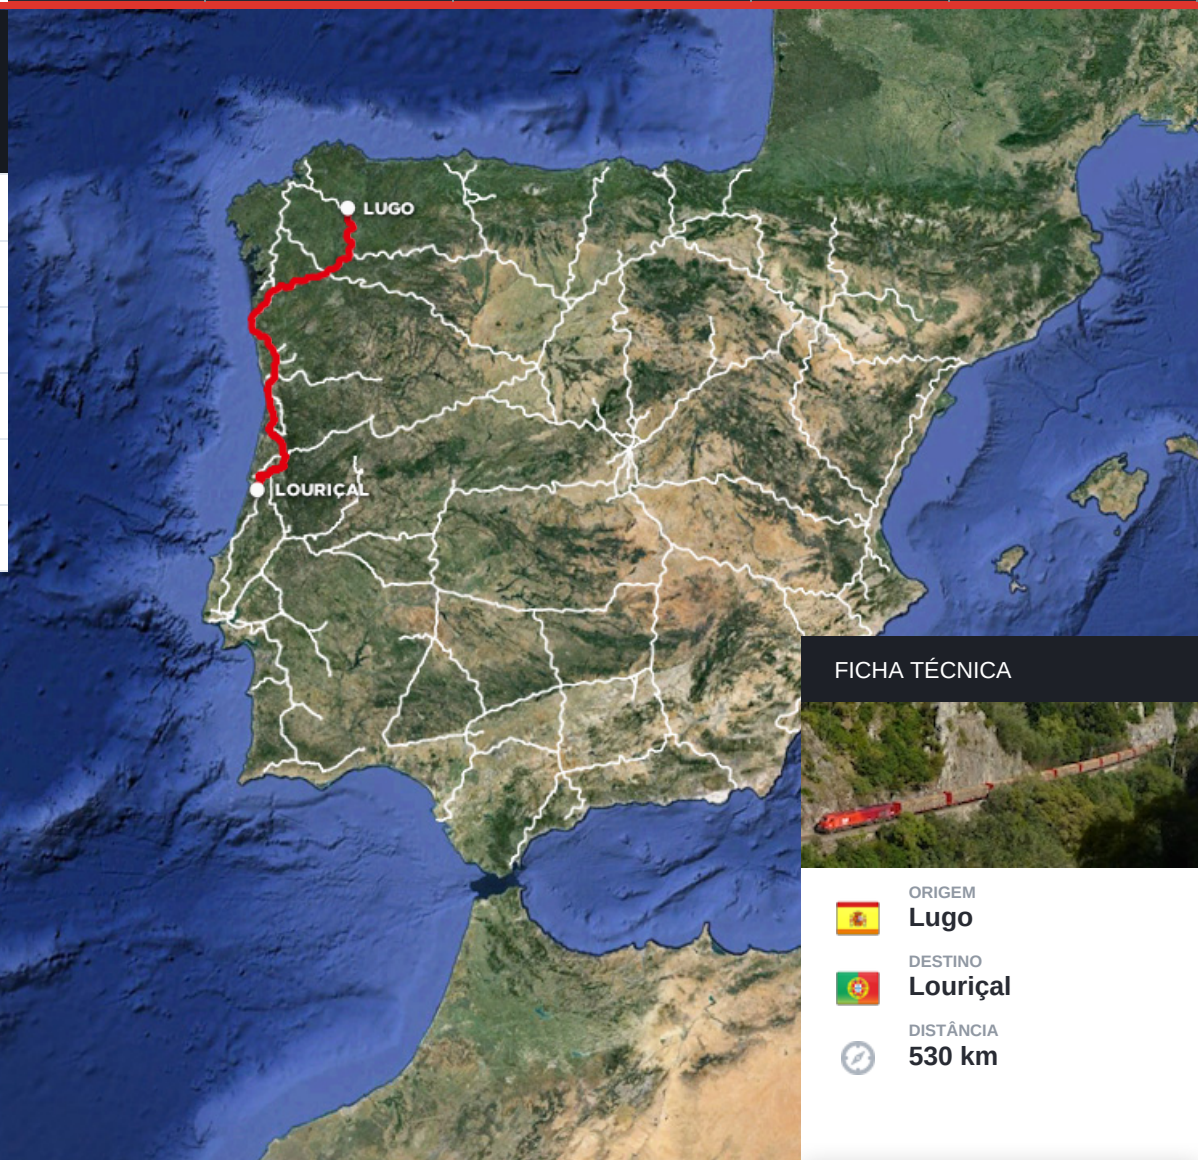 LUGO
LOURIÇAL
FICHA TÉCNICA
ORIGEM
Lugo
DESTINO
Louriçal
DISTÂNCIA
530 km